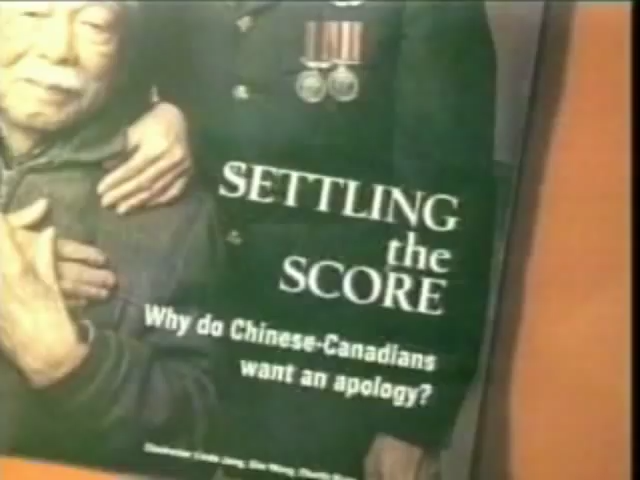 SETTLING
the
SCORE
Why do Chinese-Canadians
want an apology?